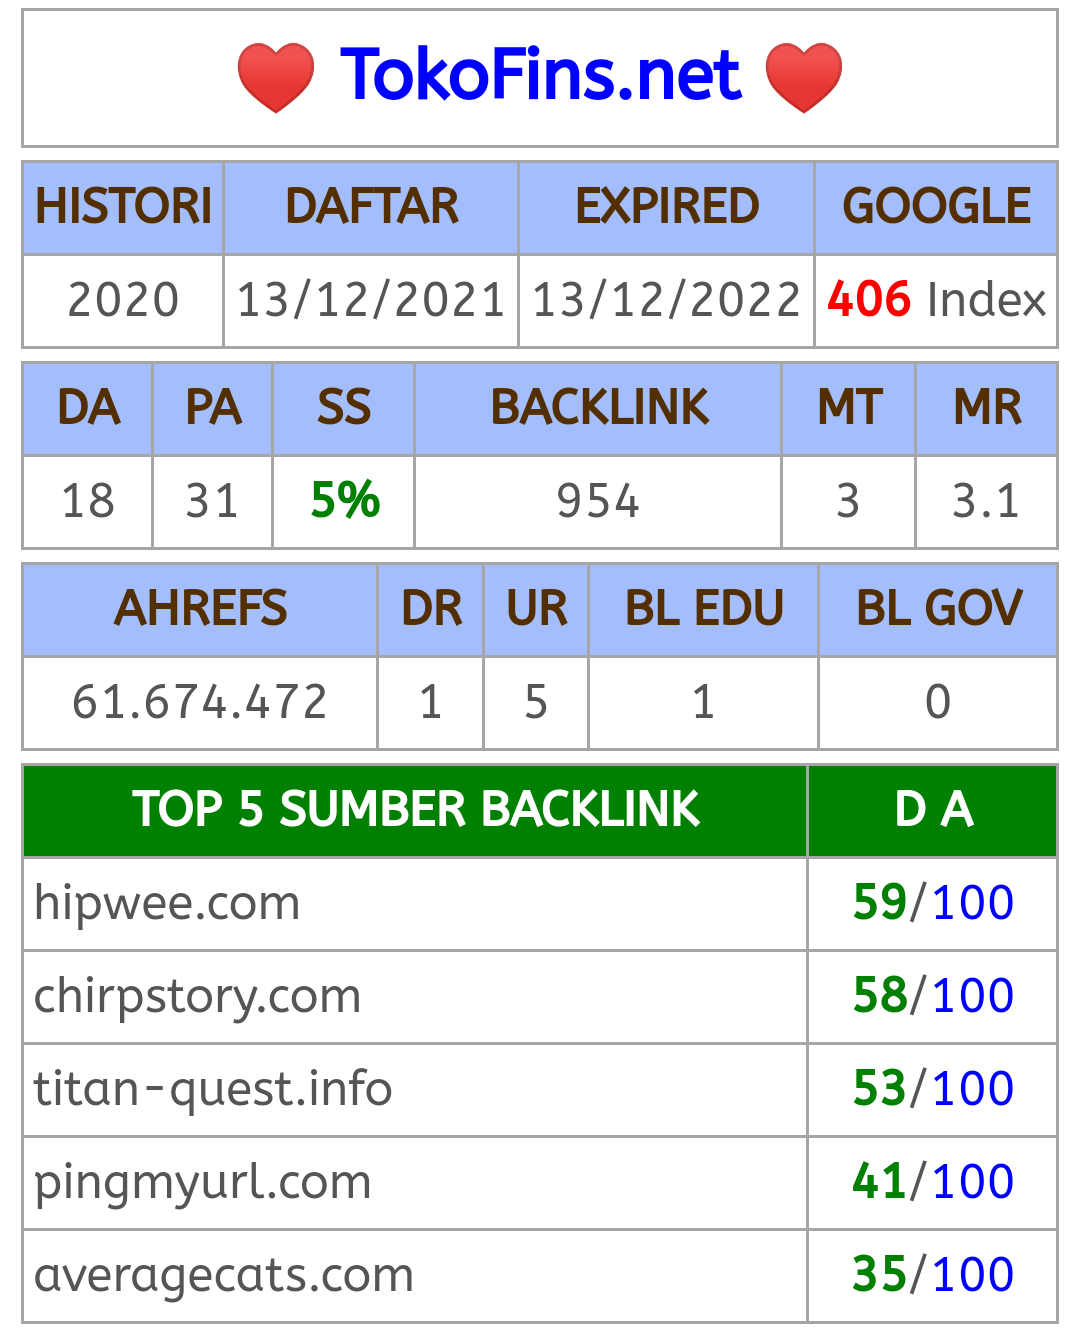 TokoFins.net
HISTORI DAFTAR EXPIRED GOOGLE
2020 13/12/2021 13/12/2022 406 Index
DA PA SS BACKLINK MT MR
18 31 5% 954 3 3.1
AHREFS DR UR BL EDU BL GOV
61.674.472 1 5 1 0
TOP 5 SUMBER BACKLINK D A
hipwee.com 59/100
chirpstory.com 58/100
titan-quest.info 53/100
pingmyurl.com 41/100
averagecats.com 35/100